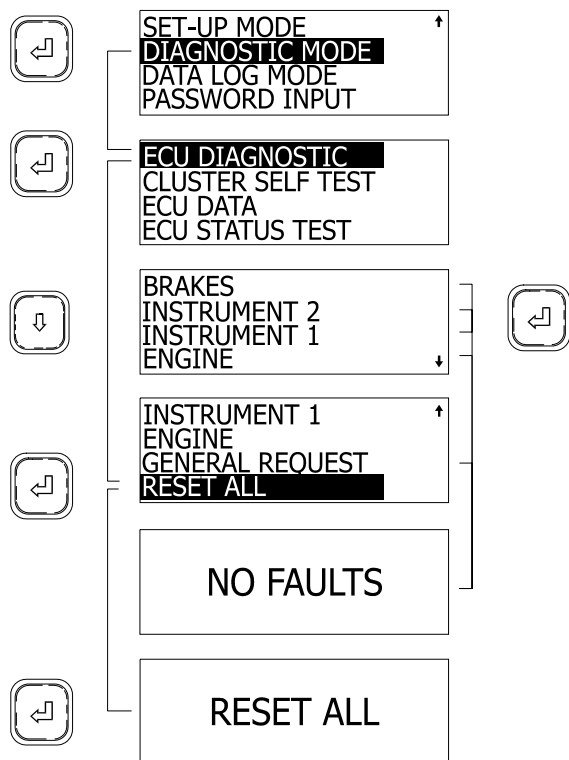 SET-UP MODE
DIAGNOSTIC MODE
DATA LOG MODE
PASSWORD INPUT
ECU DIAGNOSTIC
CLUSTER SELF TEST
ECU DATA
ECU STATUS TEST
BRAKES
INSTRUMENT 2
INSTRUMENT 1
ENGINE
INSTRUMENT 1
ENGINE
GENERAL REQUEST
RESET ALL
NO FAULTS
RESET ALL